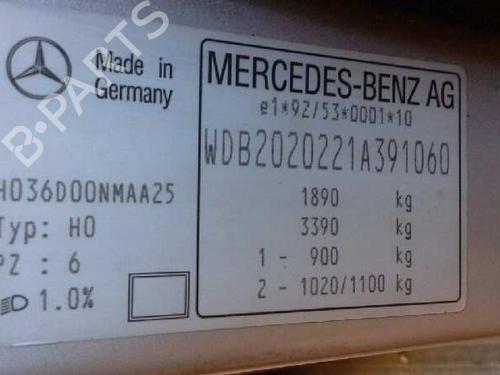 Made in
Germany
H036D00NMAA25
Typ: H0
PZ : 6
1.0%
MERCEDES-BENZ AG
e1*92/53*0001*10
WDB2020221A391060
1890 kg
3390 kg
1 - 900 kg
2 - 1020/1100 kg
B-PARTS